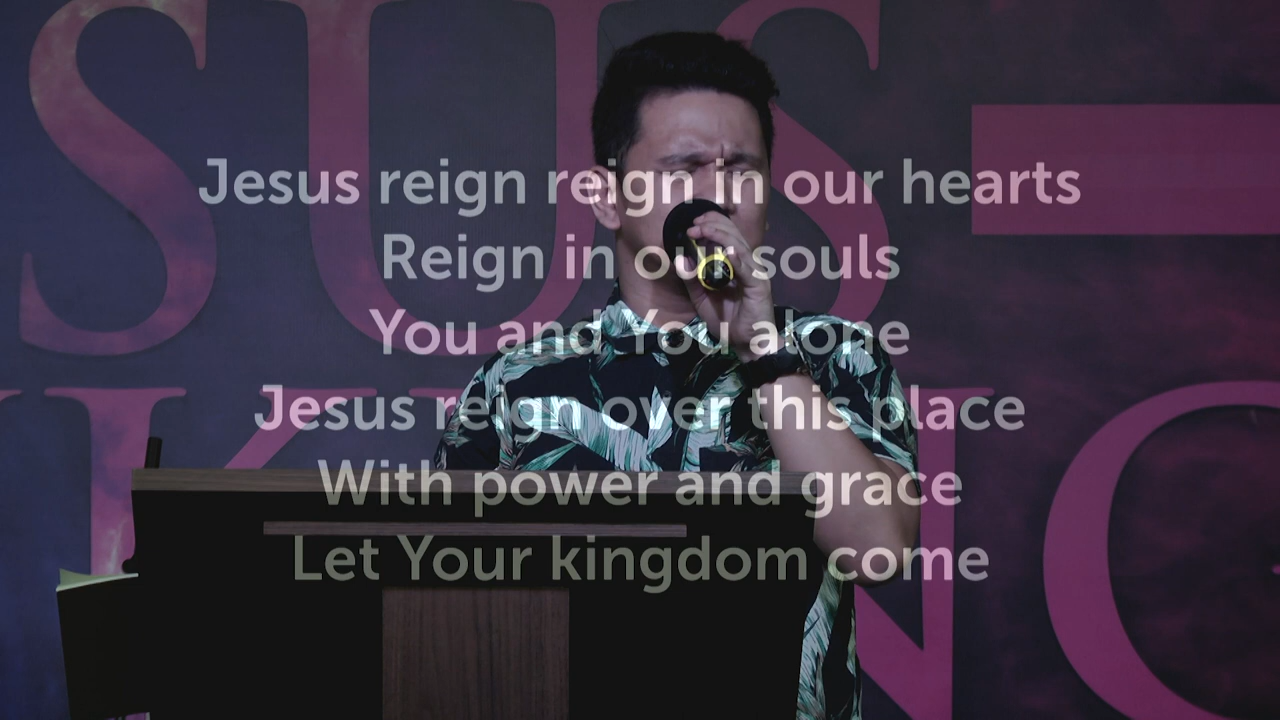 SUS
Jesus reign reign in our hearts
Reign in our souls
You and You alone
Jesus reign over this place
With power and grace
Let Your kingdom come